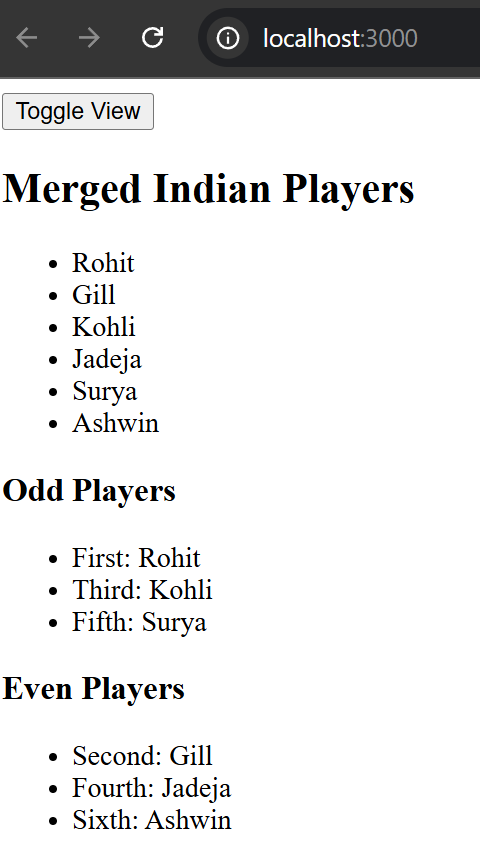 localhost:3000
Toggle View
Merged Indian Players
Rohit
Gill
Kohli
Jadeja
Surya
Ashwin
Odd Players
First: Rohit
Third: Kohli
Fifth: Surya
Even Players
Second: Gill
Fourth: Jadeja
Sixth: Ashwin